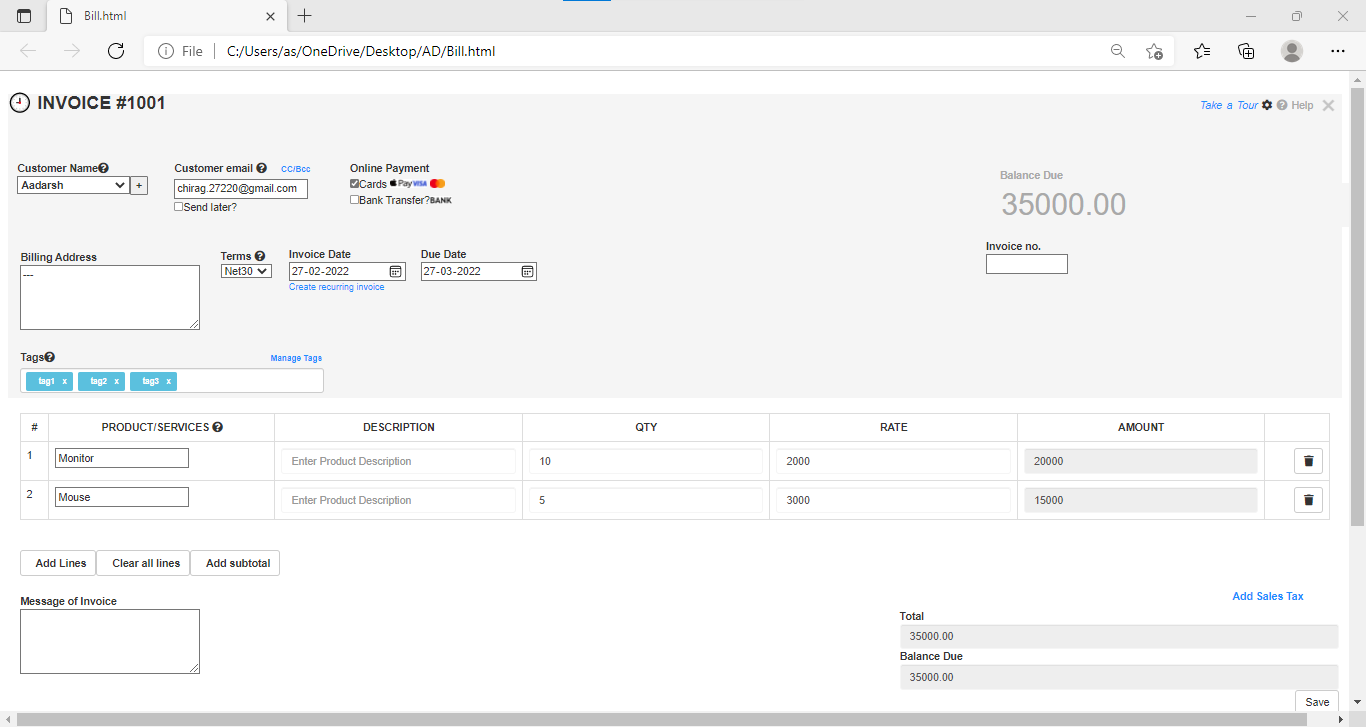 Bill.html
File C:/Users/as/OneDrive/Desktop/AD/Bill.html
INVOICE #1001
Take a Tour Help
Customer Name Customer email CC/Bcc Online Payment
Aadarsh + chirag.27220@gmail.com Cards Pay VISA
Send later? Bank Transfer?BANK
Balance Due
35000.00
Billing Address Terms Invoice Date Due Date Invoice no.
--- Net30 27-02-2022 27-03-2022
Create recurring invoice
Tags Manage Tags
tag1 x tag2 x tag3 x
# PRODUCT/SERVICES DESCRIPTION QTY RATE AMOUNT
1 Monitor Enter Product Description 10 2000 20000
2 Mouse Enter Product Description 5 3000 15000
Add Lines Clear all lines Add subtotal
Message of Invoice
Add Sales Tax
Total
35000.00
Balance Due
35000.00
Save